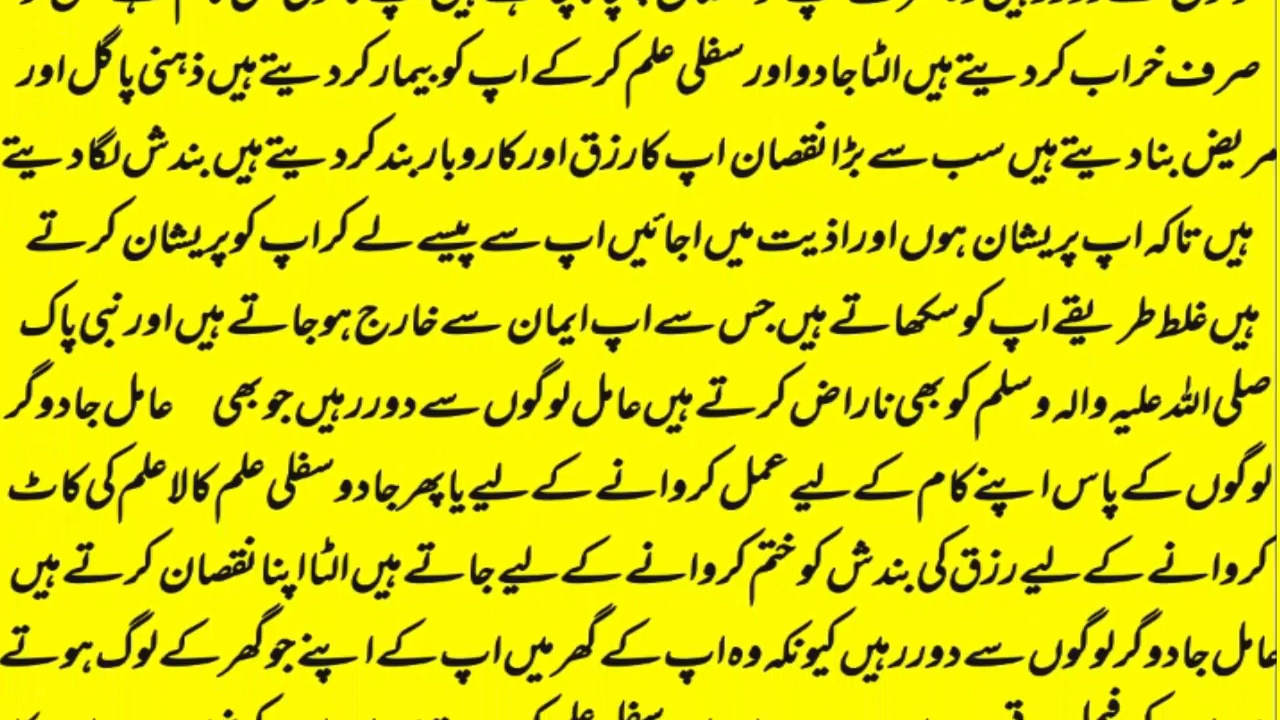 صرف خراب کر دیتے ہیں الٹا جادو اور سفلی علم کر کے اپ کو بیمار کر دیتے ہیں ذہنی پاگل اور
مریض بنا دیتے ہیں سب سے بڑا نقصان اپ کا رزق اور کاروبار بند کر دیتے ہیں بندش لگا دیتے
ہیں تاکہ اپ پریشان ہوں اور اذیت میں اجائیں اپ سے پیسے لے کر اپ کو پریشان کرتے
ہیں غلط طریقے اپ کو سکھاتے ہیں جس سے اپ ایمان سے خارج ہو جاتے ہیں اور نبی پاک
صلی اللہ علیہ والہ وسلم کو بھی ناراض کرتے ہیں عامل لوگوں سے دور رہیں جو بھی عامل جادوگر
لوگوں کے پاس اپنے کام کے لیے عمل کروانے کے لیے یا پھر جادو سفلی علم کالا علم کی کاٹ
کروانے کے لیے رزق کی بندش کو ختم کروانے کے لیے جاتے ہیں الٹا اپنا نقصان کرتے ہیں
عامل جادوگر لوگوں سے دور رہیں کیونکہ وہ اپ کے گھر میں اپ کے اپنے جو گھر کے لوگ ہوتے